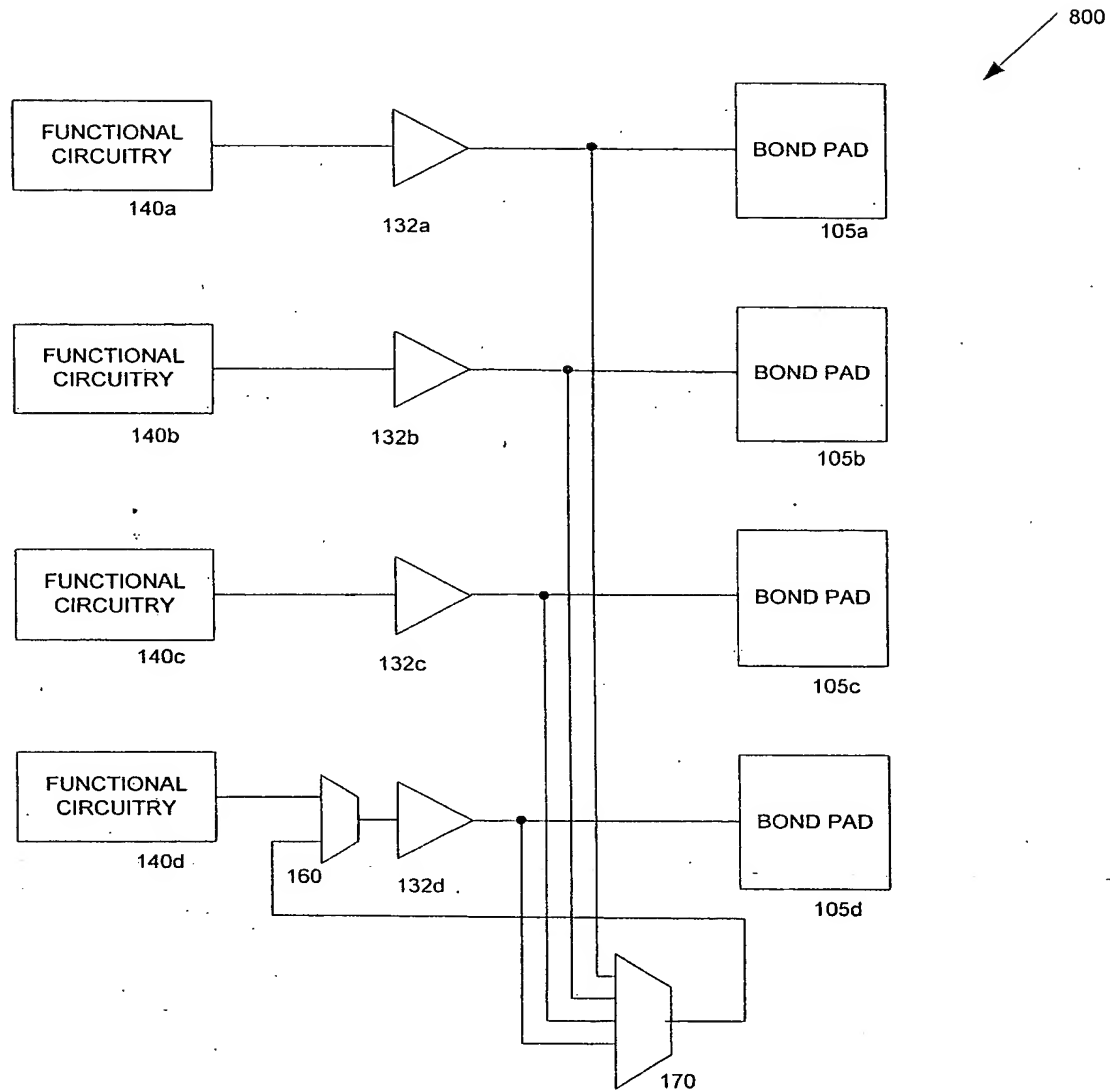 800
FUNCTIONAL
CIRCUITRY
140a
132a
BOND PAD
105a
FUNCTIONAL
CIRCUITRY
140b
132b
BOND PAD
105b
FUNCTIONAL
CIRCUITRY
140c
132c
BOND PAD
105c
FUNCTIONAL
CIRCUITRY
140d
160
132d
BOND PAD
105d
170